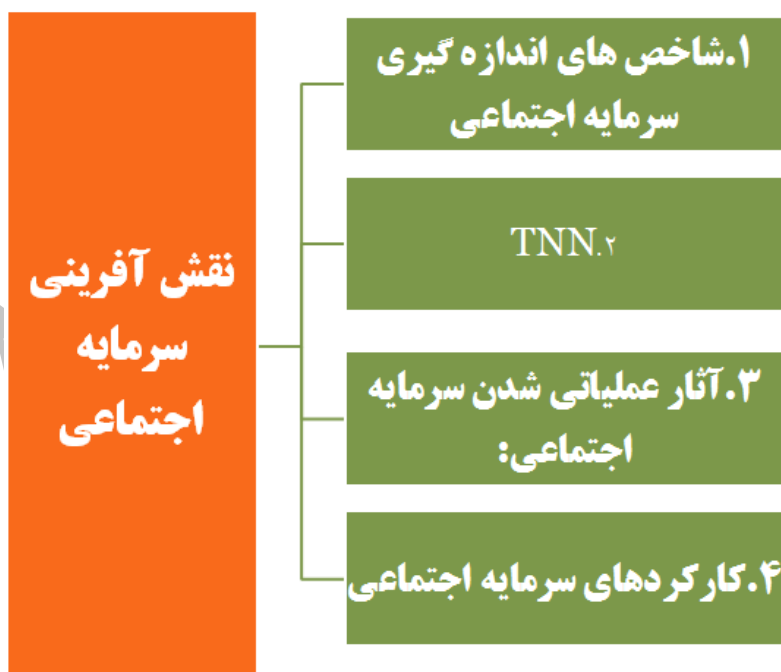 نقش آفرینی
سرمایه
اجتماعی
۱.شاخص های اندازه گیری
سرمایه اجتماعی
۲.TNN
۳.آثار عملیاتی شدن سرمایه
اجتماعی:
۴.کارکردهای سرمایه اجتماعی